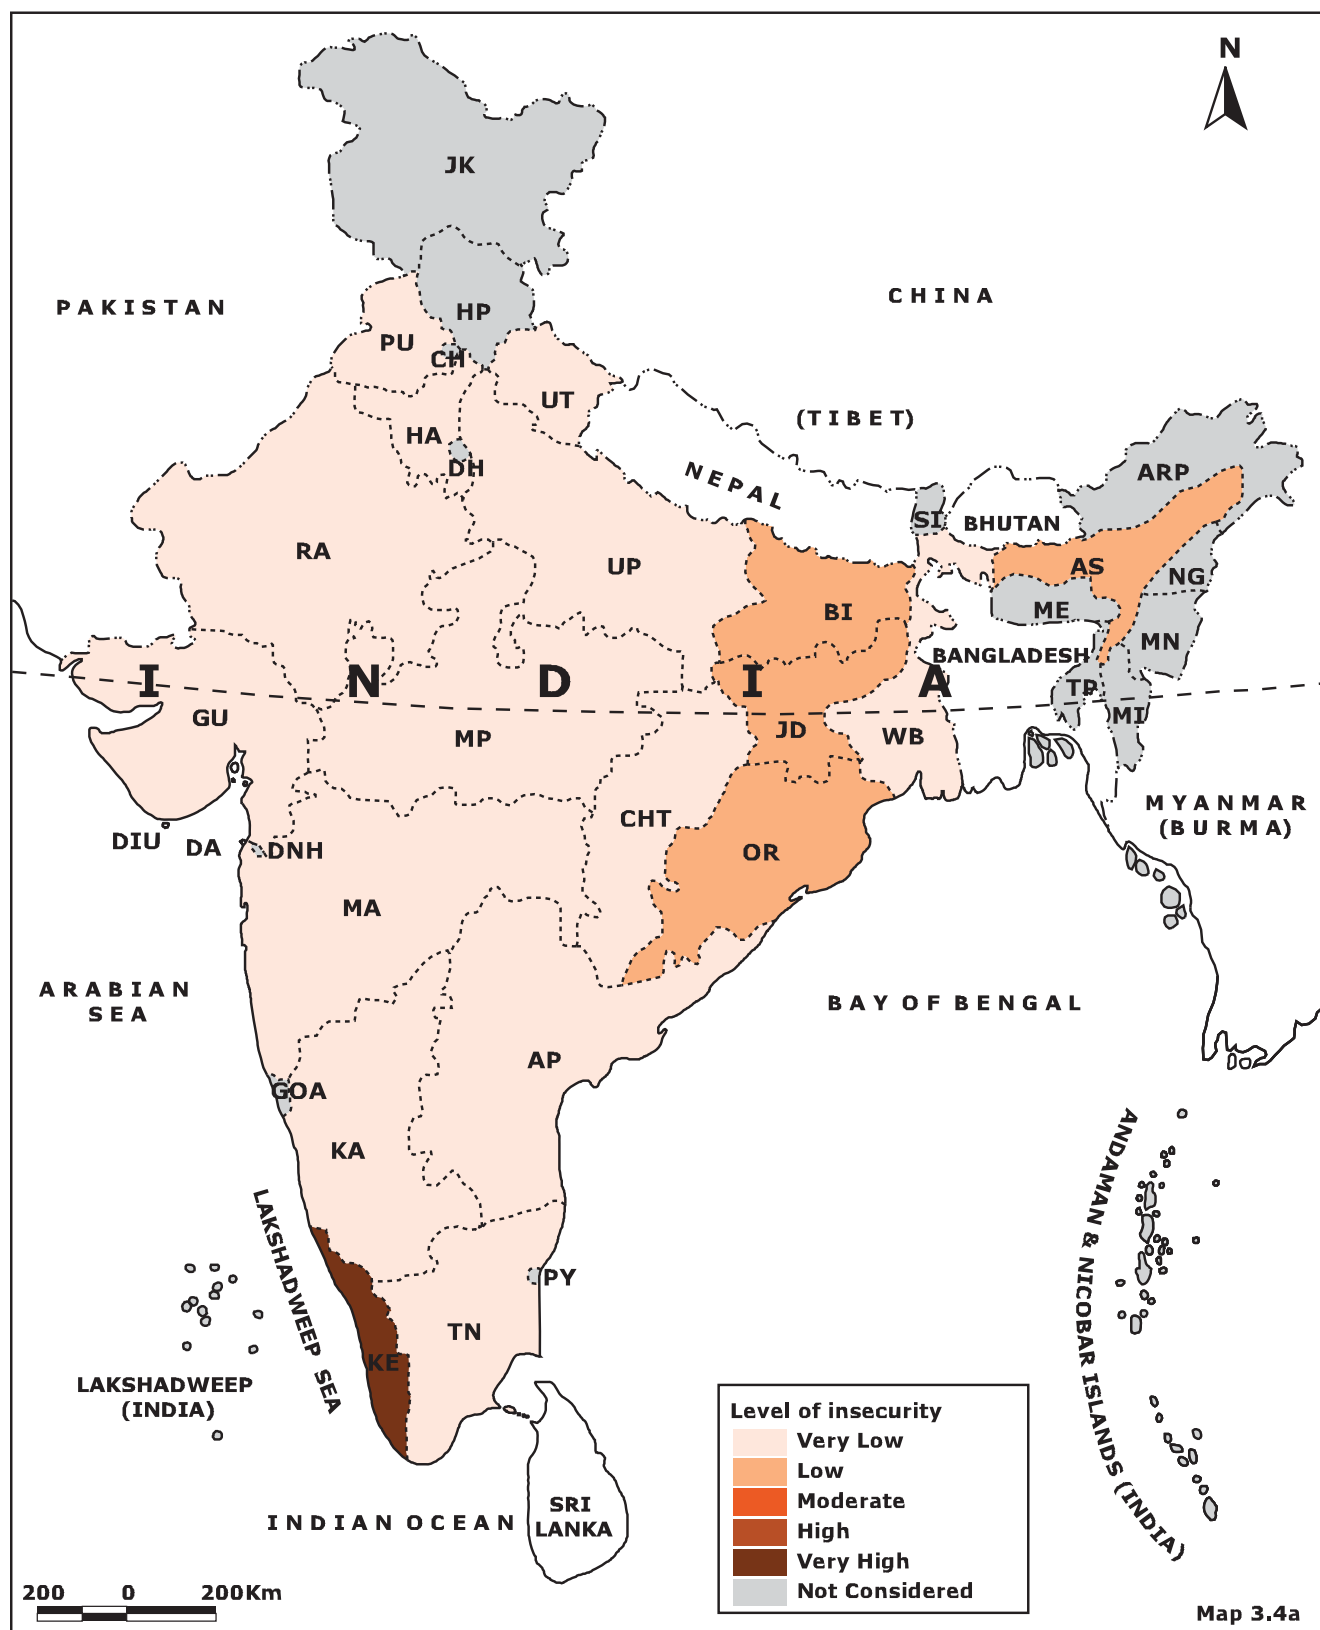 N
JK
PAKISTAN
HP
CHINA
PU
CH
UT
(TIBET)
HA
DH
NEPAL
ARP
SI
BHUTAN
RA
UP
AS
NG
BI
ME
MN
BANGLADESH
I N D I A
TP
GU
MP
JD
WB
MI
CHT
MYANMAR
(BURMA)
DIU
DA
DNH
OR
MA
ARABIAN
SEA
BAY OF BENGAL
AP
GOA
KA
ANDAMAN & NICOBAR ISLANDS (INDIA)
LAKSHADWEEP SEA
PY
TN
KE
LAKSHADWEEP
(INDIA)
Level of insecurity
Very Low
Low
Moderate
High
Very High
Not Considered
SRI
LANKA
INDIAN OCEAN
200 0 200Km
Map 3.4a